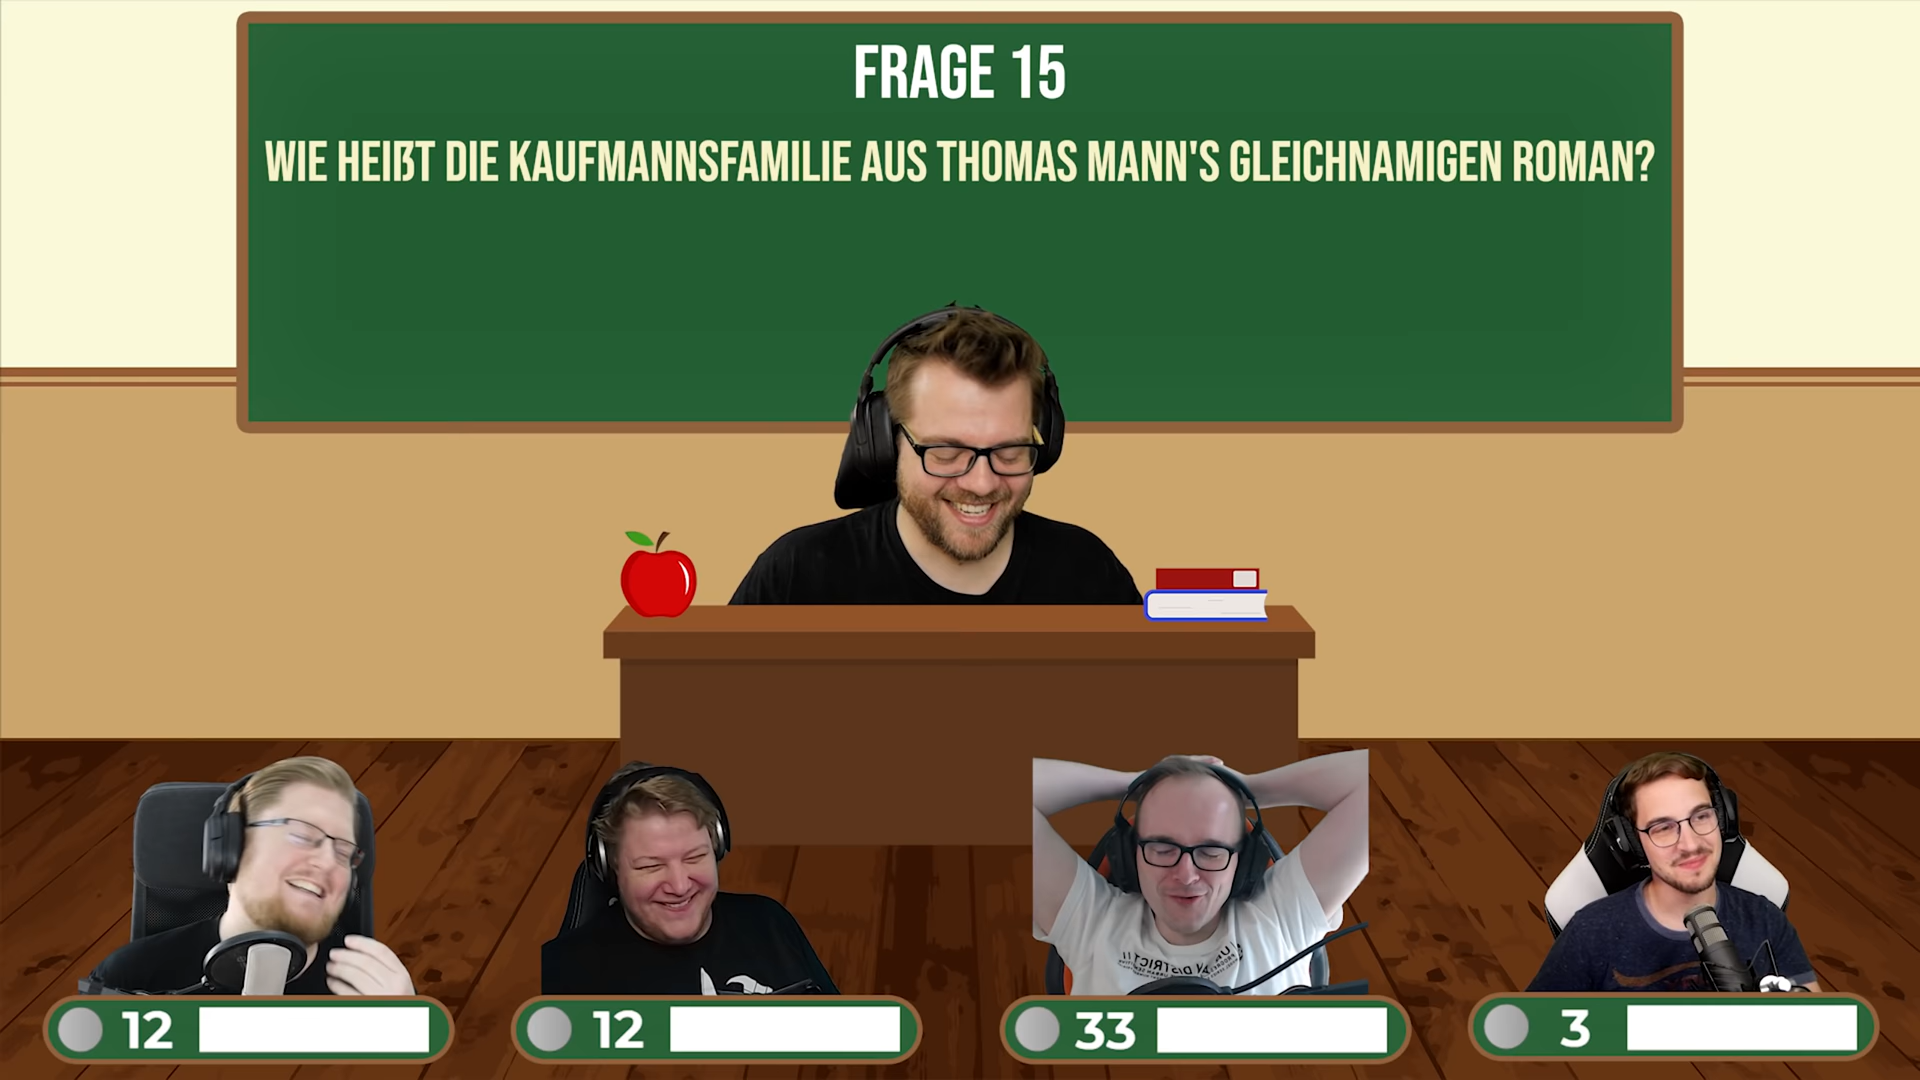 FRAGE 15
WIE HEIẞT DIE KAUFMANNSFAMILIE AUS THOMAS MANN'S GLEICHNAMIGEN ROMAN?
12
12
33
3